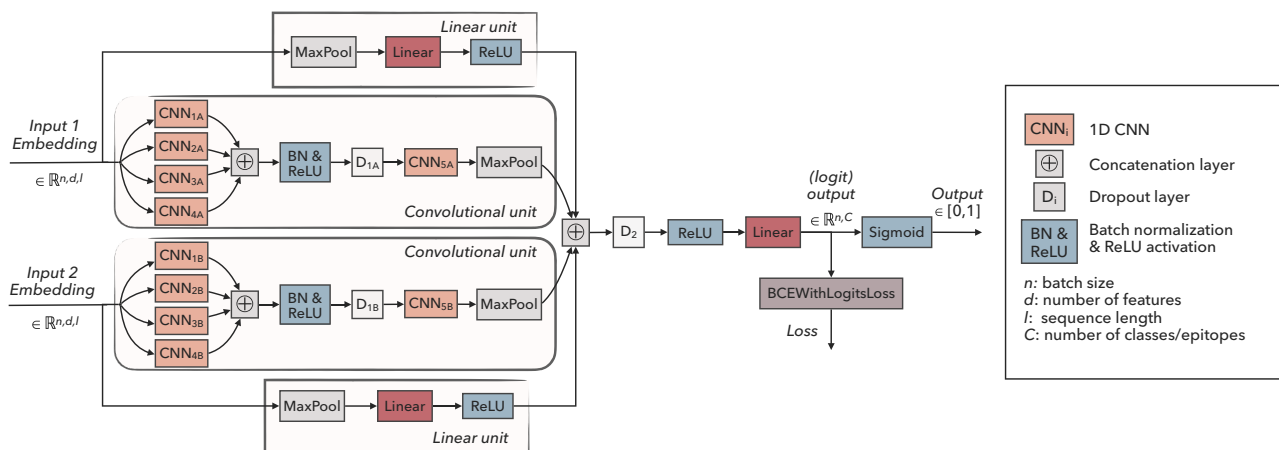 Linear unit
MaxPool
Linear
ReLU
Input 1
Embedding
∈ ℝn,d,l
CNN1A
CNN2A
CNN3A
CNN4A
⊕
BN &
ReLU
D1A
CNN5A
MaxPool
Convolutional unit
Convolutional unit
Input 2
Embedding
∈ ℝn,d,l
CNN1B
CNN2B
CNN3B
CNN4B
⊕
BN &
ReLU
D1B
CNN5B
MaxPool
MaxPool
Linear
ReLU
Linear unit
⊕
D2
ReLU
Linear
(logit)
output
∈ ℝn,C
Sigmoid
Output
∈ [0,1]
BCEWithLogitsLoss
Loss
CNNi 1D CNN
⊕ Concatenation layer
Di Dropout layer
BN &
ReLU
Batch normalization
& ReLU activation
n: batch size
d: number of features
l: sequence length
C: number of classes/epitopes